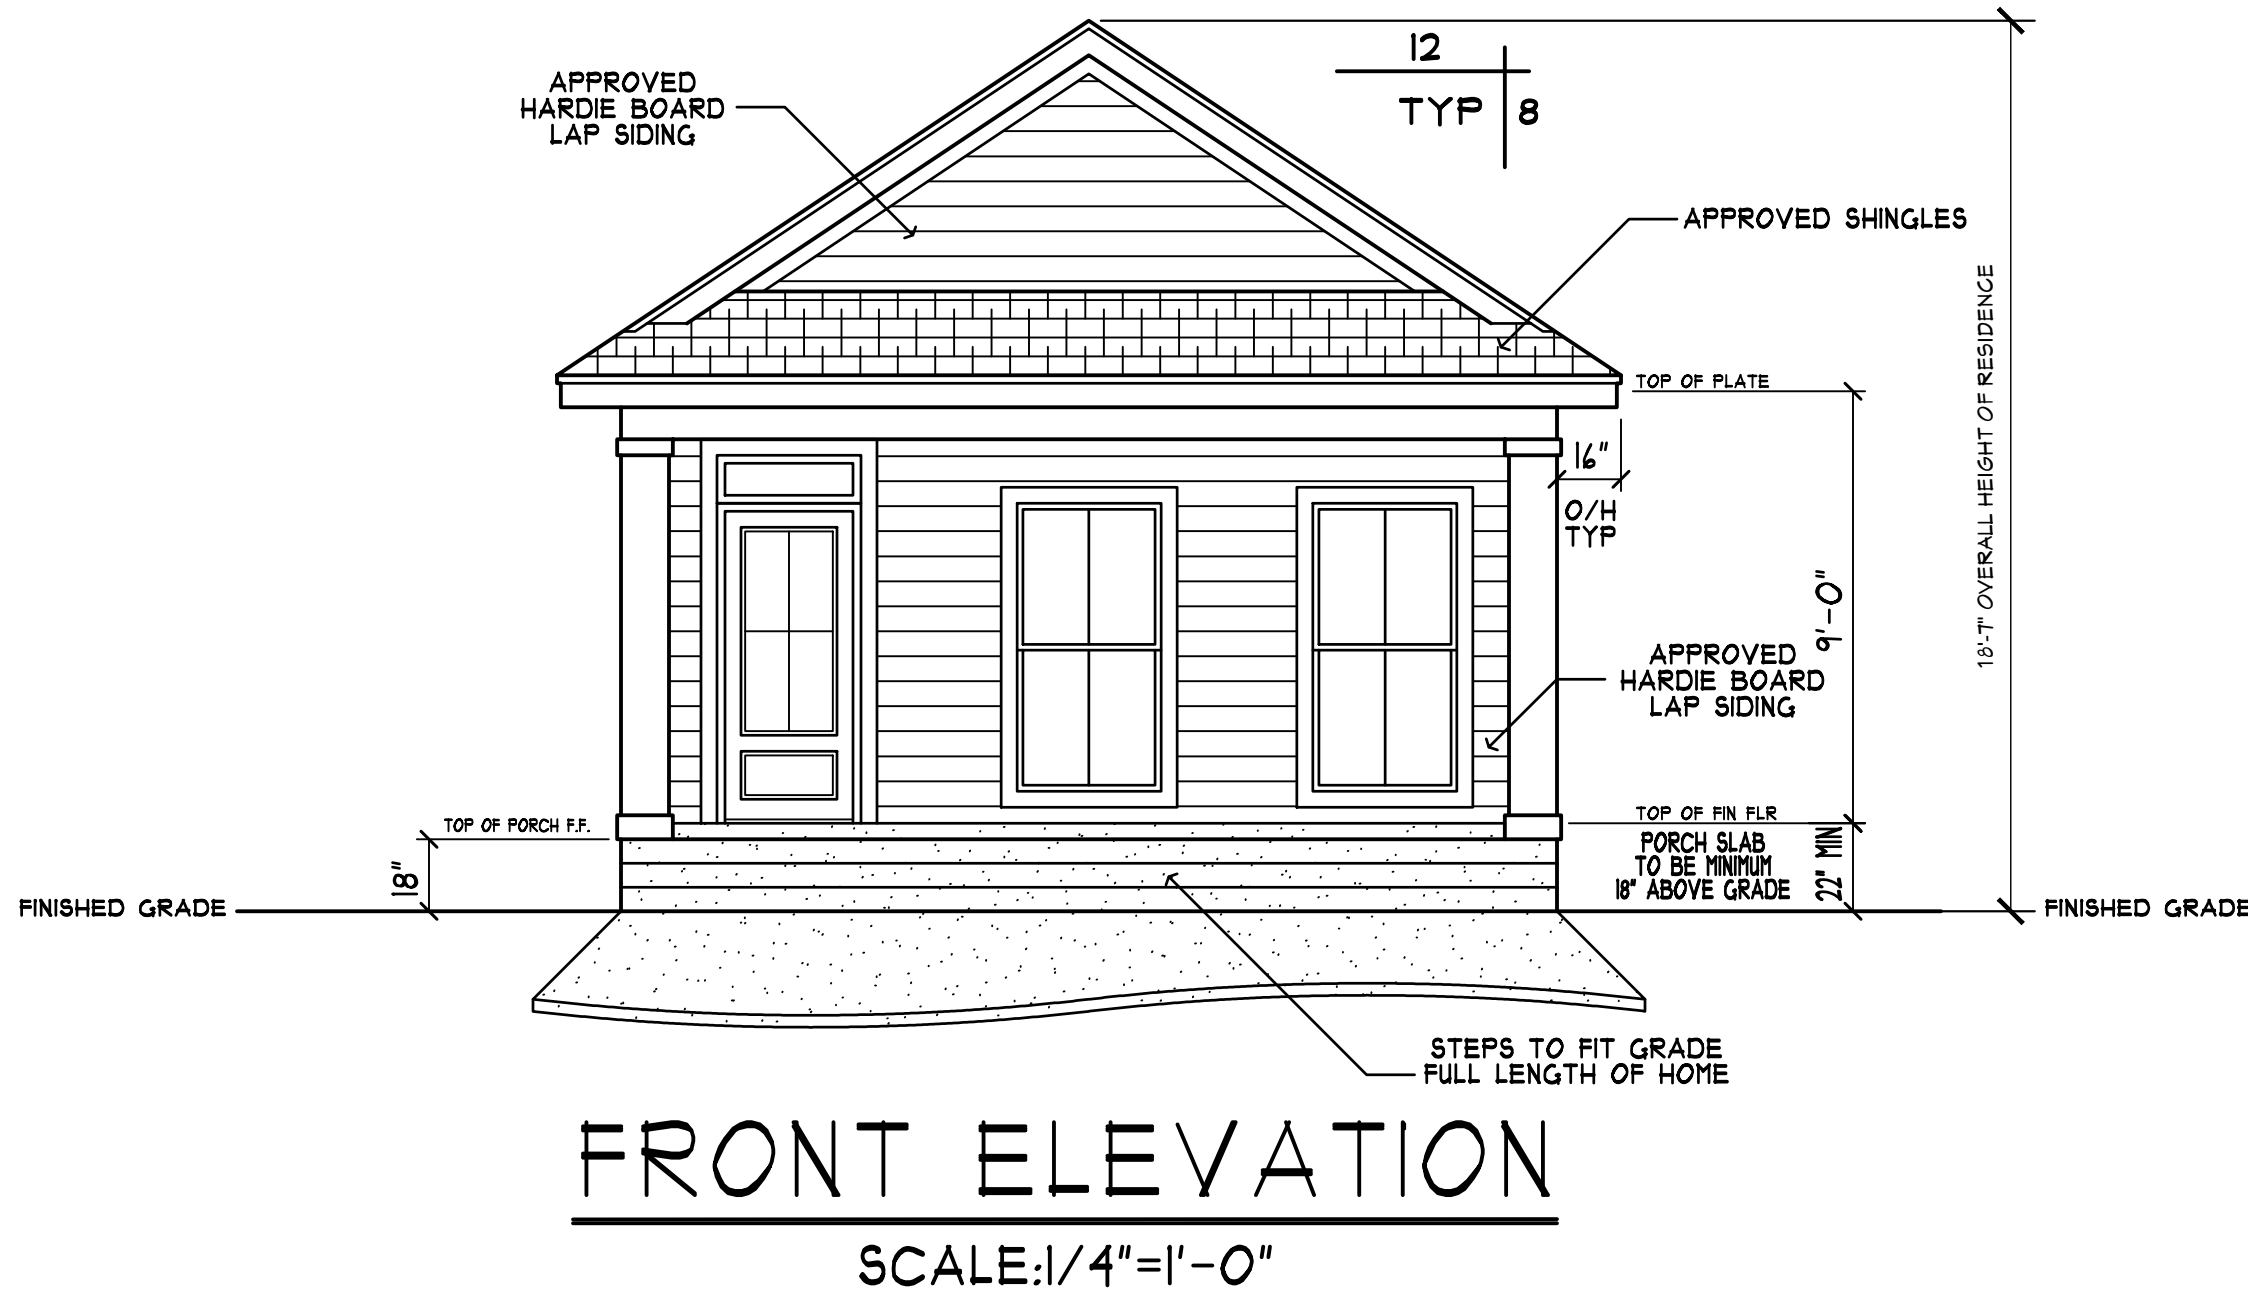 APPROVED
HARDIE BOARD
LAP SIDING
12
TYP 8
APPROVED SHINGLES
18'-7" OVERALL HEIGHT OF RESIDENCE
TOP OF PLATE
16"
O/H
TYP
9'-0"
APPROVED
HARDIE BOARD
LAP SIDING
TOP OF PORCH F.F.
18"
TOP OF FIN FLR
PORCH SLAB
TO BE MINIMUM
18" ABOVE GRADE
22" MIN
FINISHED GRADE
FINISHED GRADE
STEPS TO FIT GRADE
FULL LENGTH OF HOME
FRONT ELEVATION
SCALE:1/4"=1'-0"